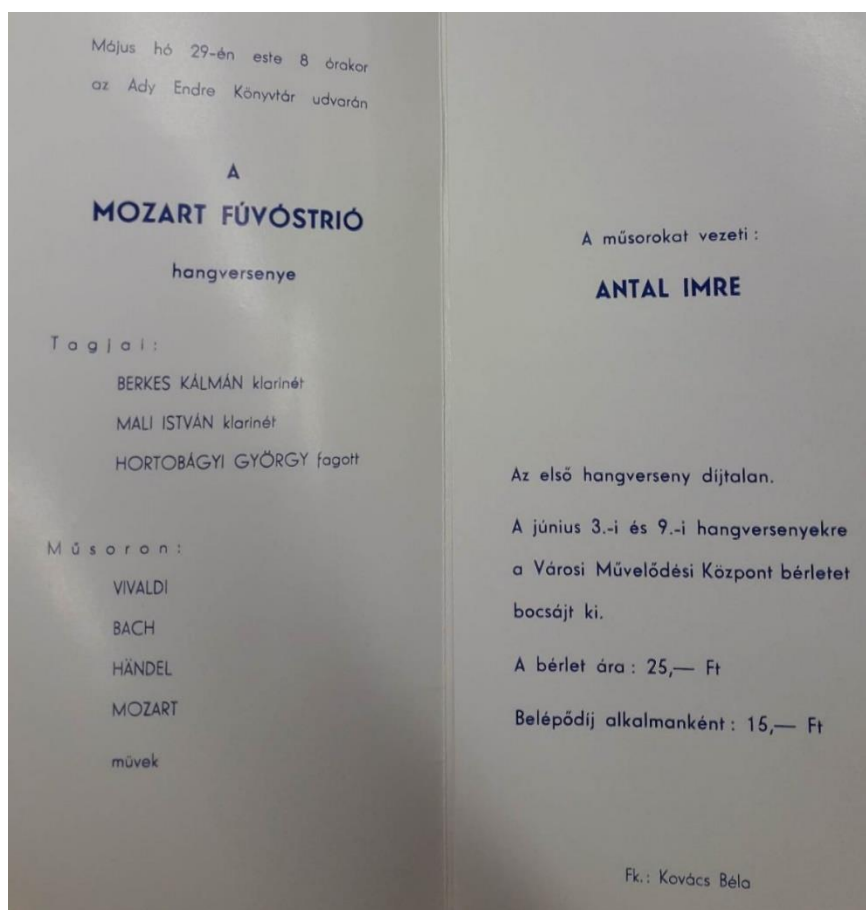 Május hó 29-én este 8 órakor
az Ady Endre Könyvtár udvarán
A
MOZART FÚVÓSTRIÓ
hangversenye
Tagjai:
BERKES KÁLMÁN klarinét
MALI ISTVÁN klarinét
HORTOBÁGYI GYÖRGY fagott
Műsoron:
VIVALDI
BACH
HÄNDEL
MOZART
művek
A műsorokat vezeti:
ANTAL IMRE
Az első hangverseny díjtalan.
A június 3.-i és 9.-i hangversenyekre
a Városi Művelődési Központ bérletet
bocsájt ki.
A bérlet ára: 25,— Ft
Belépődíj alkalmanként: 15,— Ft
Fk.: Kovács Béla